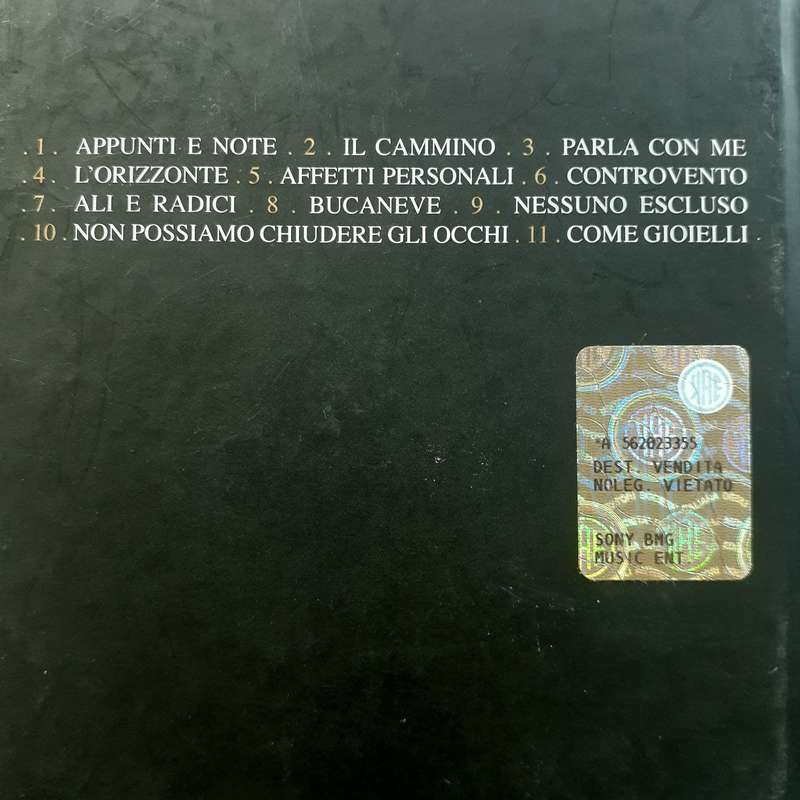 . 1 . APPUNTI E NOTE . 2 . IL CAMMINO . 3 . PARLA CON ME
. 4 . L'ORIZZONTE . 5 . AFFETTI PERSONALI . 6 . CONTROVENTO
. 7 . ALI E RADICI . 8 . BUCANEVE . 9 . NESSUNO ESCLUSO
. 10 . NON POSSIAMO CHIUDERE GLI OCCHI . 11 . COME GIOIELLI .
*A 562023355
DEST. VENDITA
NOLEG. VIETATO
SONY BMG
MUSIC ENT.